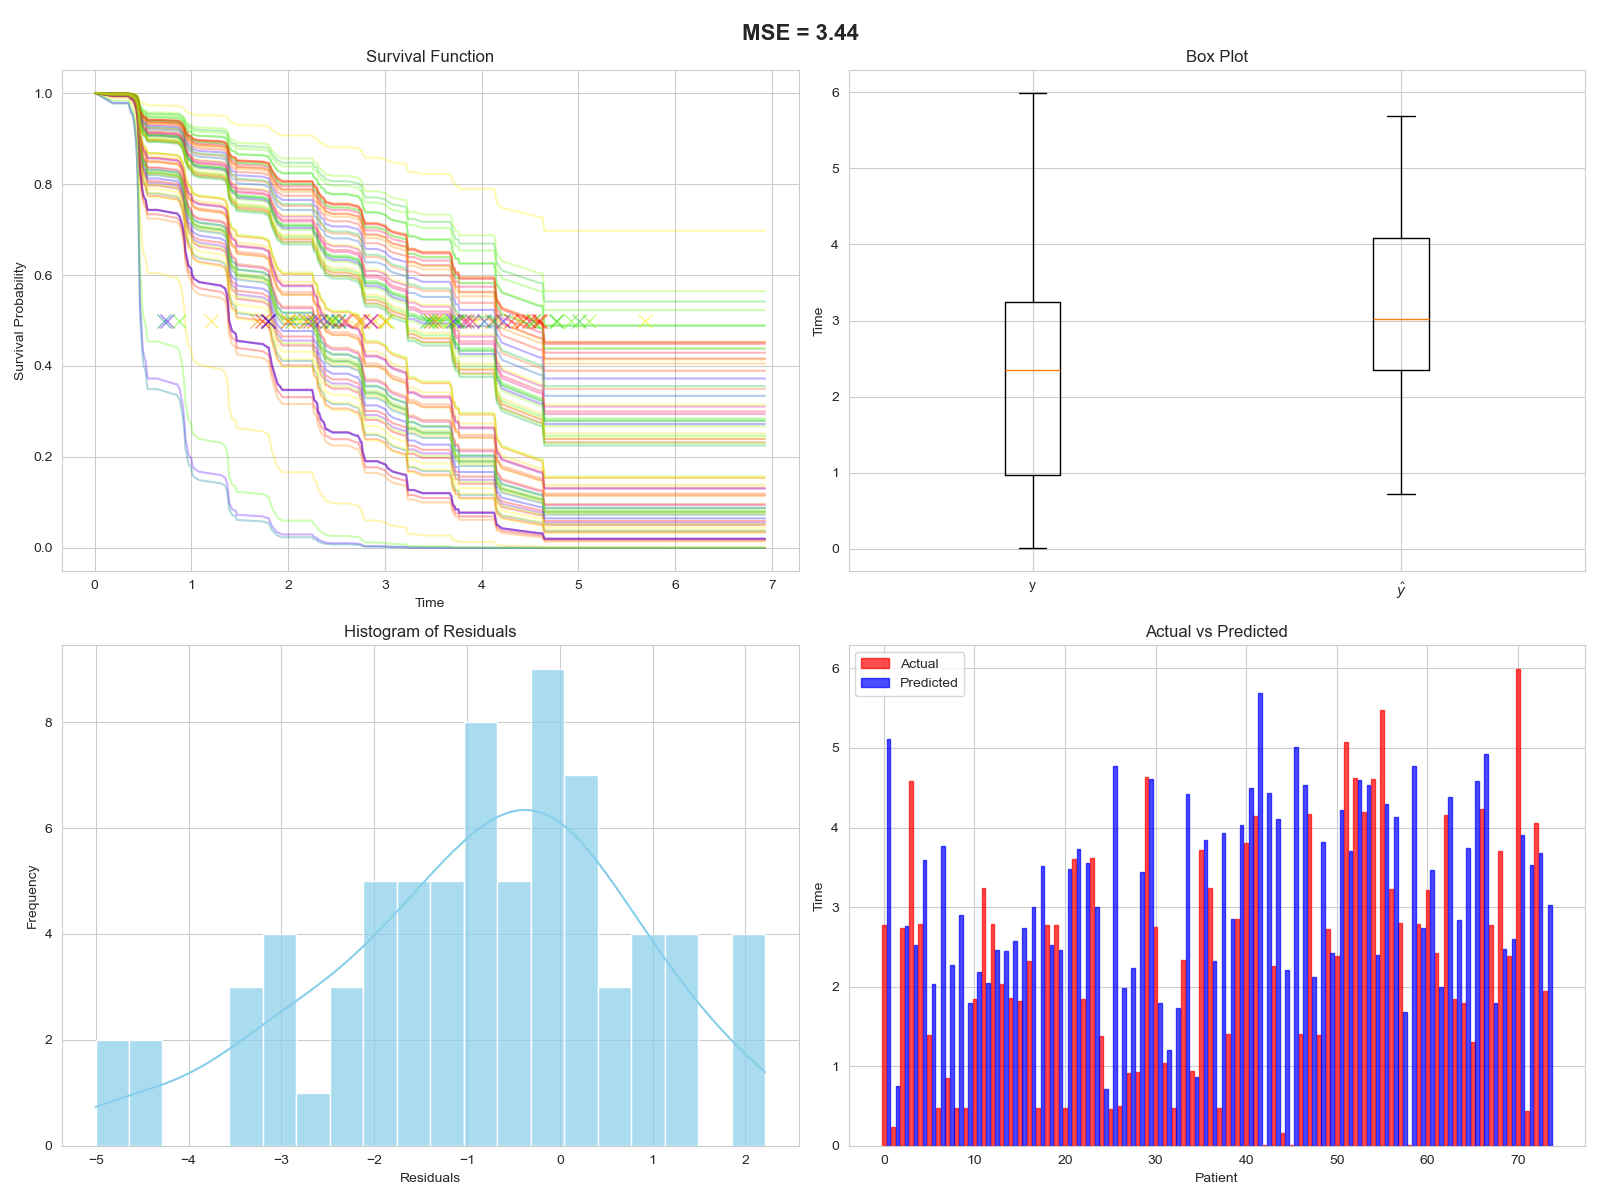 MSE = 3.44
Survival Function
1.0
0.8
0.6
0.4
0.2
0.0
Survival Probability
0 1 2 3 4 5 6 7
Time
Box Plot
6
5
4
3
2
1
0
Time
y ŷ
Histogram of Residuals
8
6
4
2
0
Frequency
−5 −4 −3 −2 −1 0 1 2
Residuals
Actual vs Predicted
Actual
Predicted
6
5
4
3
2
1
0
Time
0 10 20 30 40 50 60 70
Patient